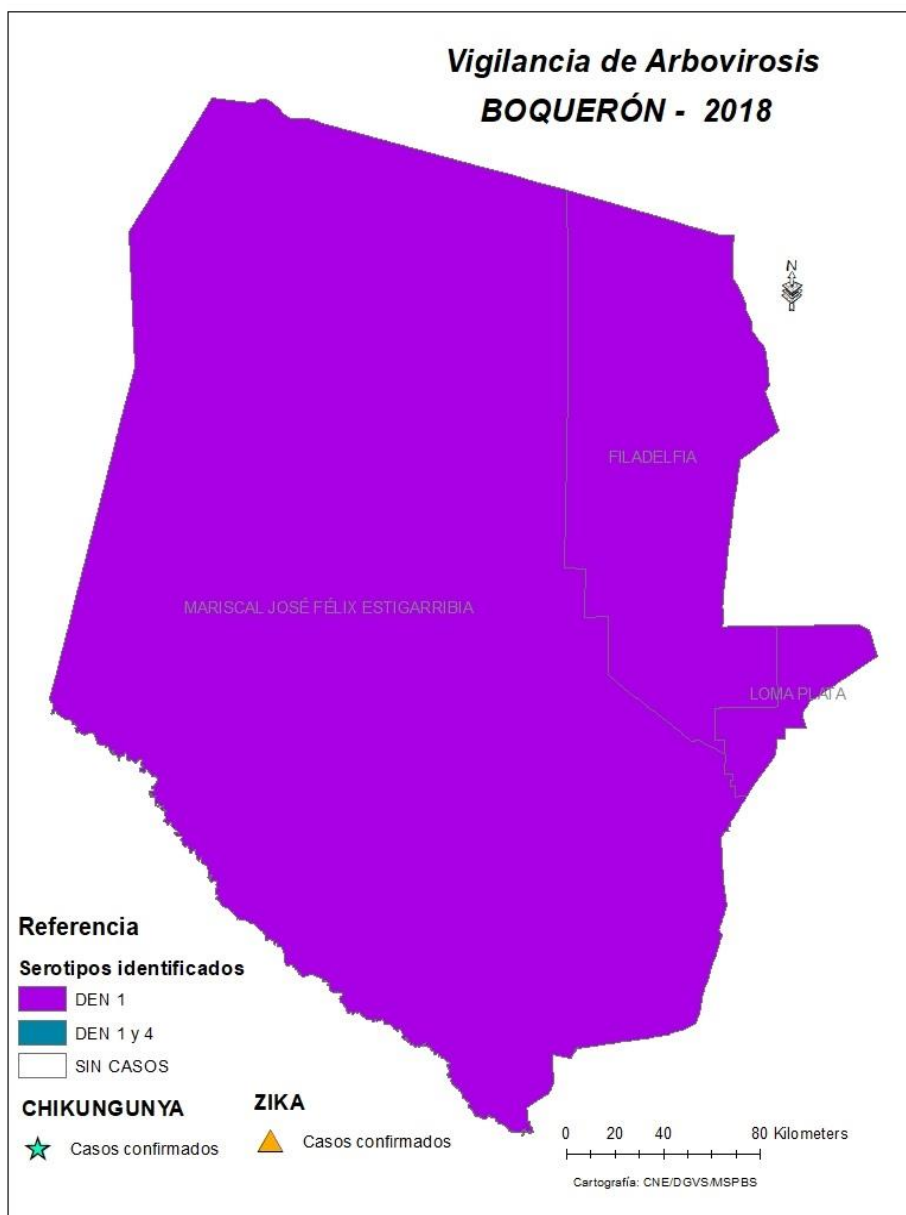 Vigilancia de Arbovirosis
BOQUERÓN - 2018
N
FILADELFIA
MARISCAL JOSÉ FÉLIX ESTIGARRIBIA
LOMA PLATA
Referencia
Serotipos identificados
DEN 1
DEN 1 y 4
SIN CASOS
CHIKUNGUNYA
Casos confirmados
ZIKA
Casos confirmados
0 20 40 80 Kilometers
Cartografía: CNE/DGVS/MSPBS